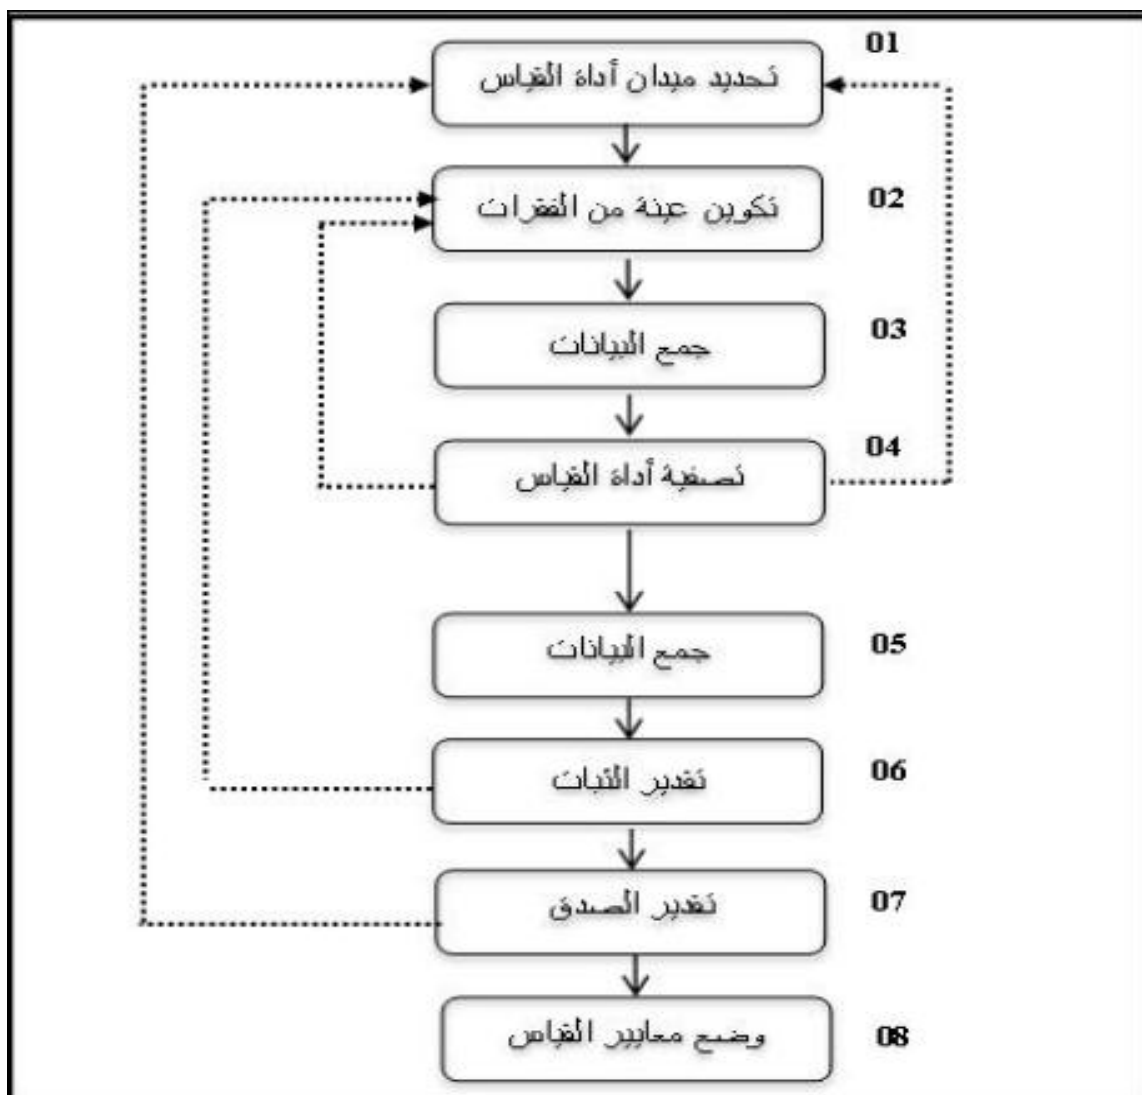 01
تحديد ميدان أداة القياس
02
تكوين عينة من الفقرات
03
جمع البيانات
04
تصفية أداة القياس
05
جمع البيانات
06
تقدير الثبات
07
تقدير الصدق
08
وضع معايير القياس